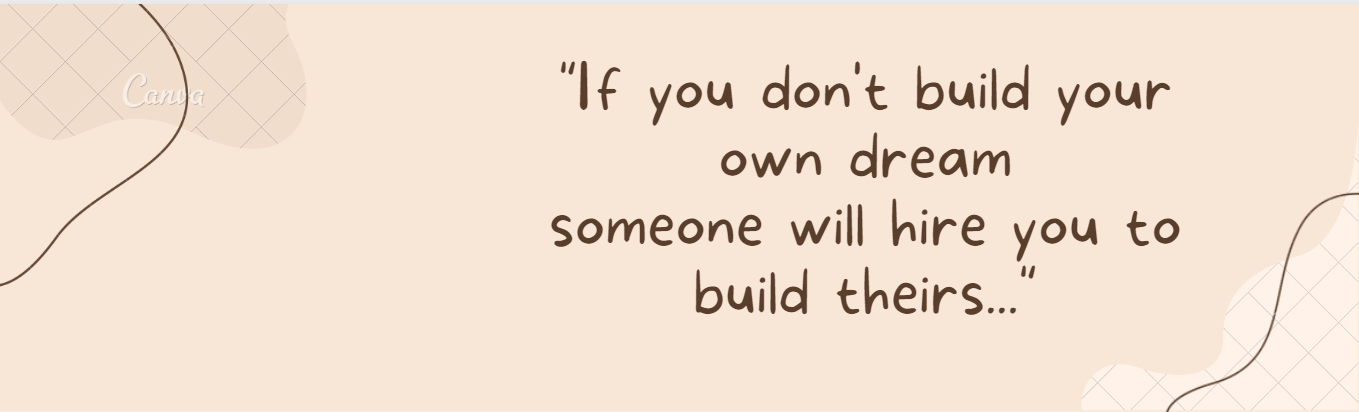 Canva
"If you don't build your
own dream
someone will hire you to
build theirs..."